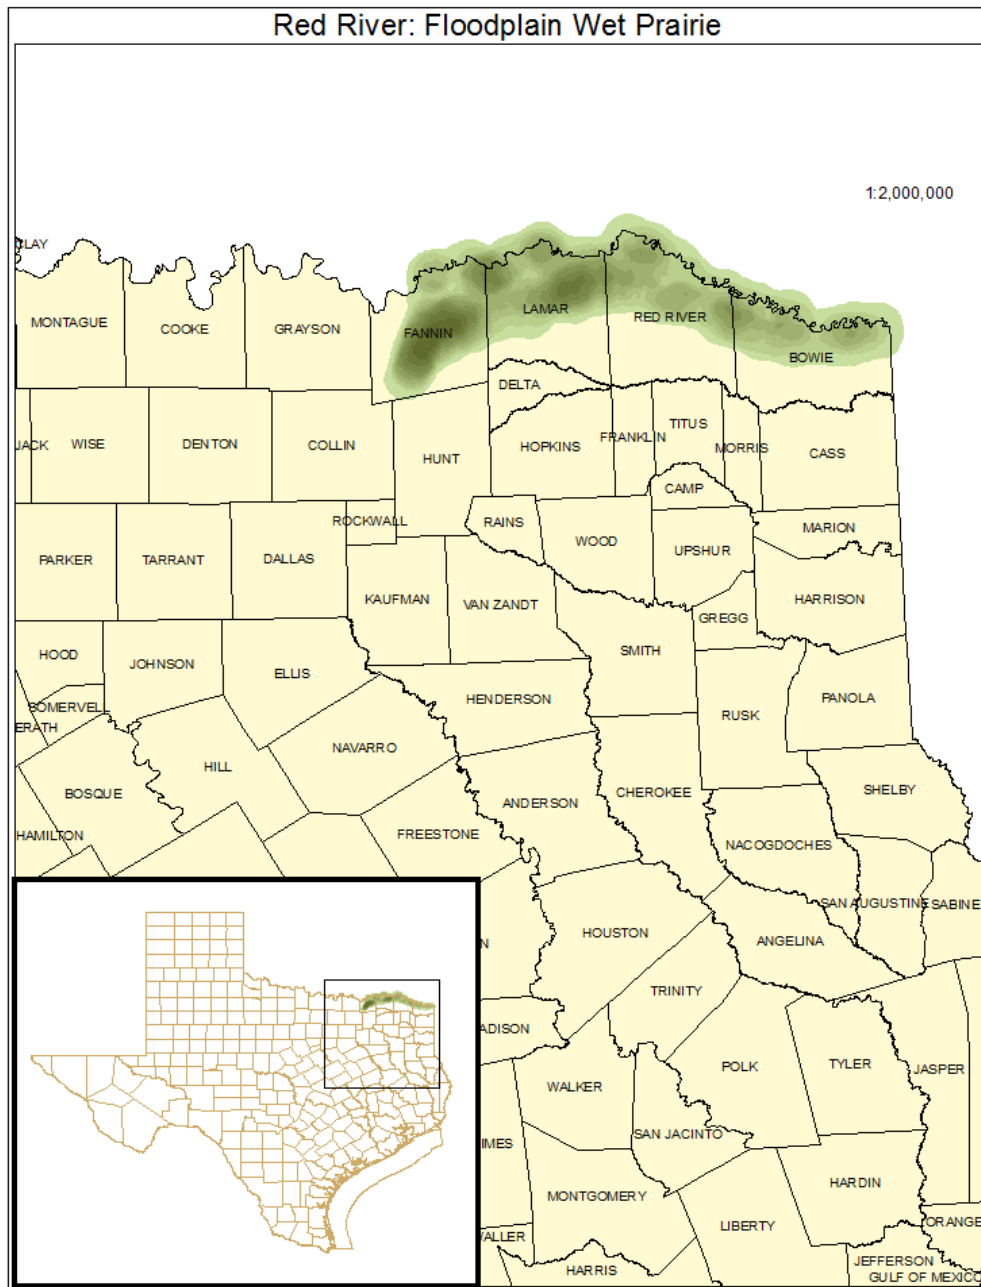 Red River: Floodplain Wet Prairie
1:2,000,000
CLAY
MONTAGUE
COOKE
GRAYSON
FANNIN
LAMAR
RED RIVER
BOWIE
DELTA
JACK
WISE
DENTON
COLLIN
HUNT
HOPKINS
FRANKLIN
TITUS
MORRIS
CASS
CAMP
ROCKWALL
RAINS
WOOD
UPSHUR
MARION
PARKER
TARRANT
DALLAS
KAUFMAN
VAN ZANDT
GREGG
HARRISON
HOOD
JOHNSON
ELLIS
SMITH
HENDERSON
RUSK
PANOLA
SOMERVELL
ERATH
HILL
NAVARRO
BOSQUE
ANDERSON
CHEROKEE
SHELBY
HAMILTON
FREESTONE
NACOGDOCHES
SAN AUGUSTINE
SABINE
N
HOUSTON
ANGELINA
TRINITY
ADISON
WALKER
POLK
TYLER
JASPER
IMES
SAN JACINTO
MONTGOMERY
HARDIN
LIBERTY
ORANGE
WALLER
HARRIS
JEFFERSON
GULF OF MEXICO